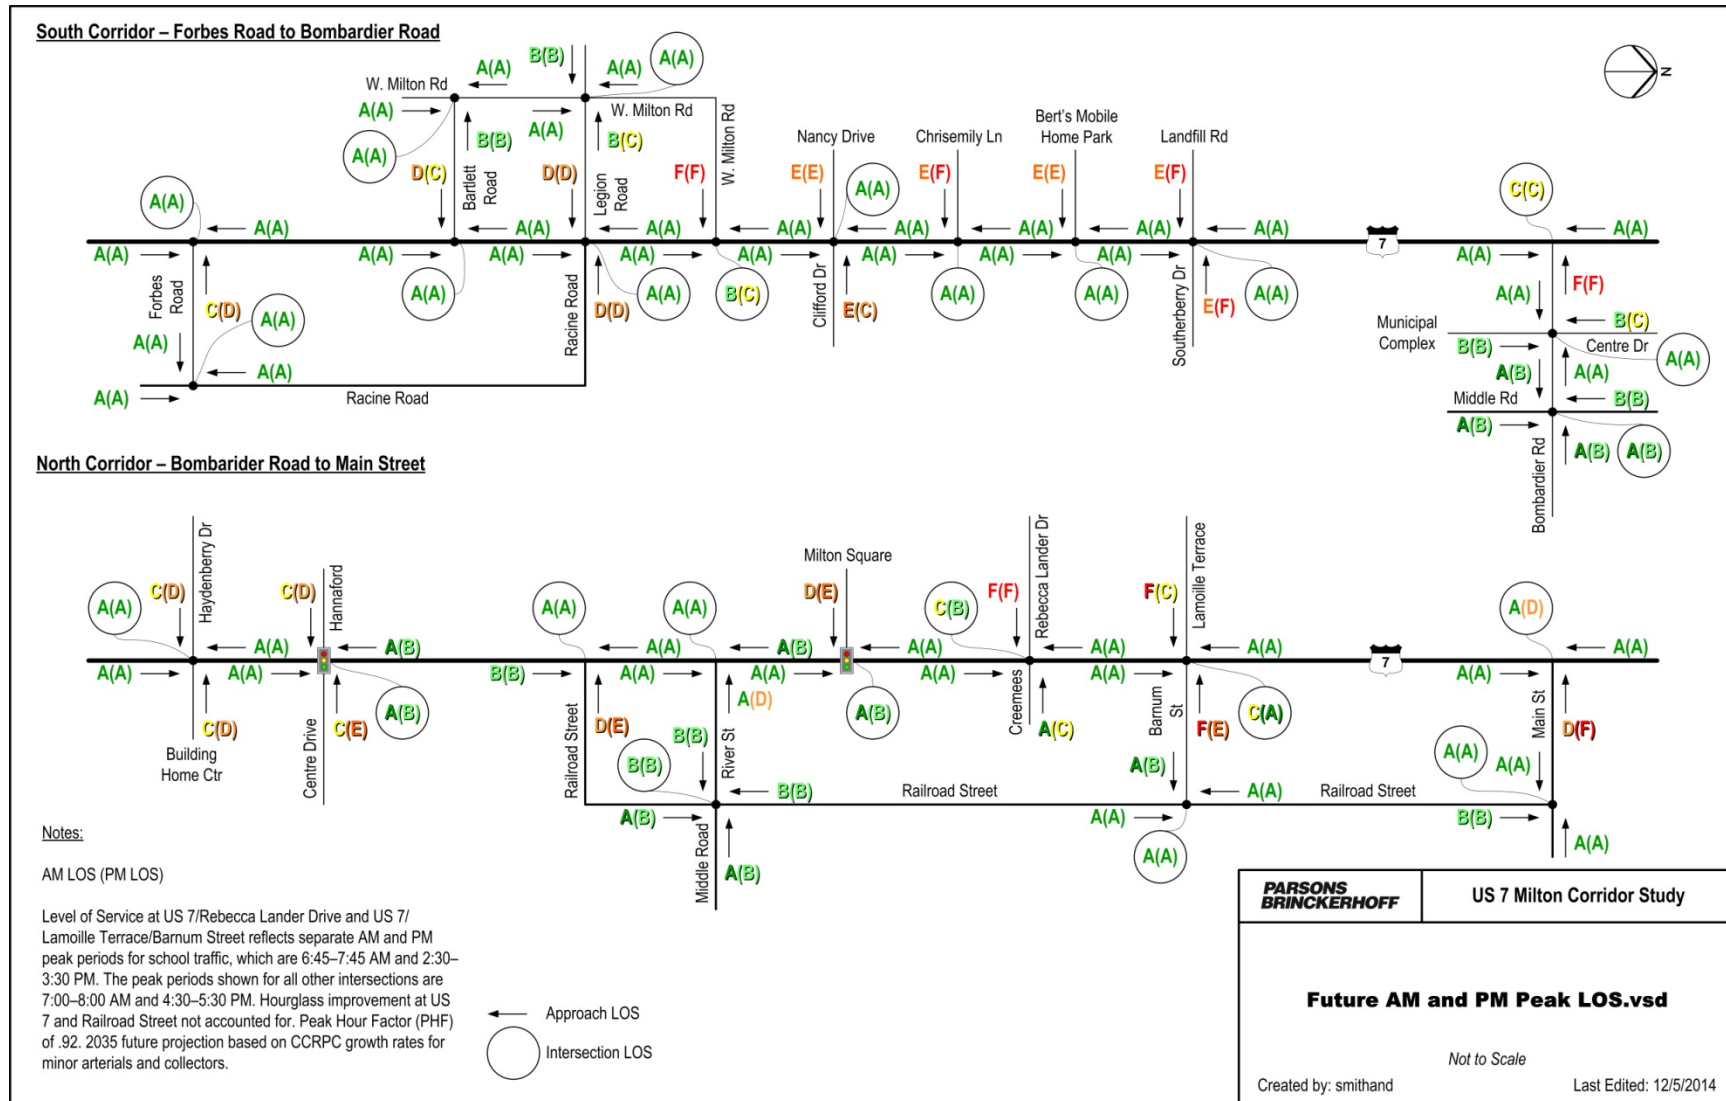 South Corridor – Forbes Road to Bombardier Road
B(B)
A(A)
A(A)
A(A)
W. Milton Rd
N
A(A)
A(A)
W. Milton Rd
W. Milton Rd
Bert's Mobile
Home Park
Nancy Drive
Chrisemily Ln
Landfill Rd
A(A)
B(B)
B(C)
D(C)
Bartlett
Road
D(D)
Legion
Road
F(F)
E(E)
A(A)
E(F)
E(E)
E(F)
C(C)
A(A)
A(A)
A(A)
A(A)
A(A)
A(A)
A(A)
A(A)
A(A)
7
A(A)
A(A)
A(A)
A(A)
A(A)
A(A)
A(A)
A(A)
A(A)
A(A)
Forbes
Road
C(D)
A(A)
A(A)
Racine Road
D(D)
A(A)
B(C)
Clifford Dr
E(C)
A(A)
A(A)
Southerberry Dr
E(F)
A(A)
A(A)
F(F)
Municipal
Complex
B(C)
Centre Dr
B(B)
A(A)
A(A)
A(A)
A(A)
Racine Road
A(B)
A(A)
Middle Rd
B(B)
A(B)
A(B)
A(B)
Bombardier Rd
North Corridor – Bombarider Road to Main Street
A(A)
C(D)
Haydenberry Dr
C(D)
Hannaford
A(A)
A(A)
Milton Square
D(E)
C(B)
F(F)
Rebecca Lander Dr
F(C)
Lamoille Terrace
A(D)
A(A)
A(B)
A(A)
A(B)
A(A)
A(A)
A(A)
7
A(A)
A(A)
A(A)
B(B)
A(A)
A(A)
A(A)
A(A)
A(A)
C(D)
Building
Home Ctr
Centre Drive
C(E)
A(B)
Railroad Street
D(E)
A(D)
River St
B(B)
B(B)
A(B)
Creemees
A(C)
Barnum
St
F(E)
C(A)
Main St
D(F)
A(A)
A(B)
A(A)
B(B)
Railroad Street
A(A)
Railroad Street
A(B)
A(A)
B(B)
A(A)
A(A)
Middle Road
A(B)
Notes:
AM LOS (PM LOS)
Level of Service at US 7/Rebecca Lander Drive and US 7/
Lamoille Terrace/Barnum Street reflects separate AM and PM
peak periods for school traffic, which are 6:45–7:45 AM and 2:30–
3:30 PM. The peak periods shown for all other intersections are
7:00–8:00 AM and 4:30–5:30 PM. Hourglass improvement at US
7 and Railroad Street not accounted for. Peak Hour Factor (PHF)
of .92. 2035 future projection based on CCRPC growth rates for
minor arterials and collectors.
Approach LOS
Intersection LOS
PARSONS
BRINCKERHOFF
US 7 Milton Corridor Study
Future AM and PM Peak LOS.vsd
Not to Scale
Created by: smithand
Last Edited: 12/5/2014